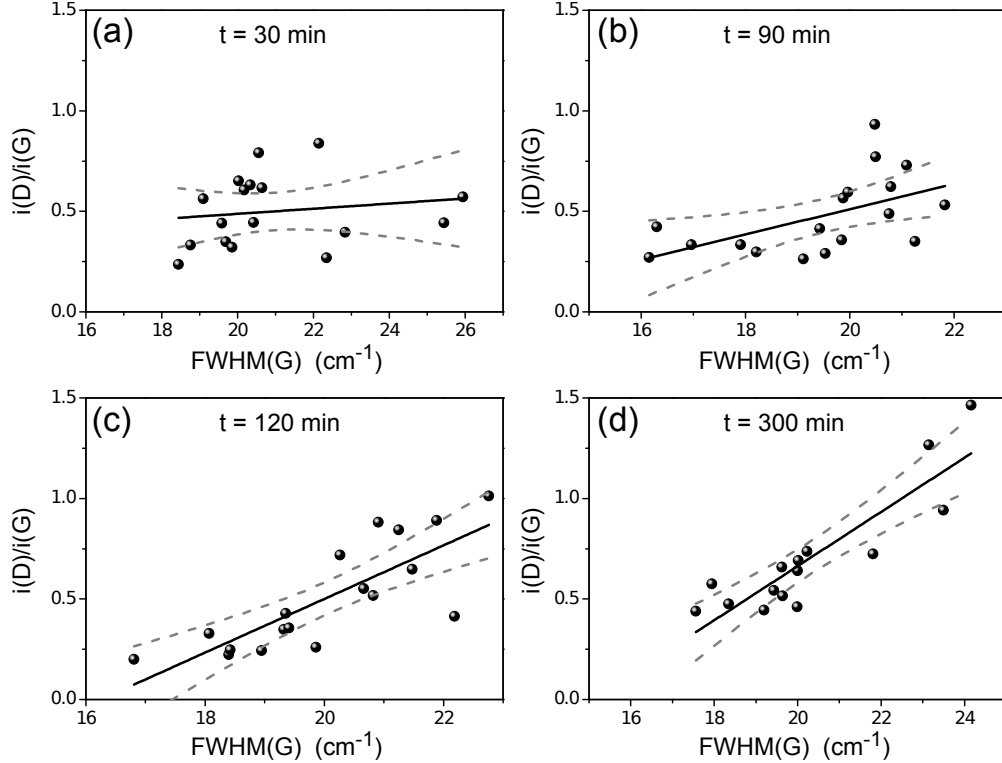 (a)
t = 30 min
i(D)/i(G)
1.5
1.0
0.5
0.0
16 18 20 22 24 26
FWHM(G) (cm⁻¹)
(b)
t = 90 min
i(D)/i(G)
1.5
1.0
0.5
0.0
16 18 20 22
FWHM(G) (cm⁻¹)
(c)
t = 120 min
i(D)/i(G)
1.5
1.0
0.5
0.0
16 18 20 22
FWHM(G) (cm⁻¹)
(d)
t = 300 min
i(D)/i(G)
1.5
1.0
0.5
0.0
16 18 20 22 24
FWHM(G) (cm⁻¹)